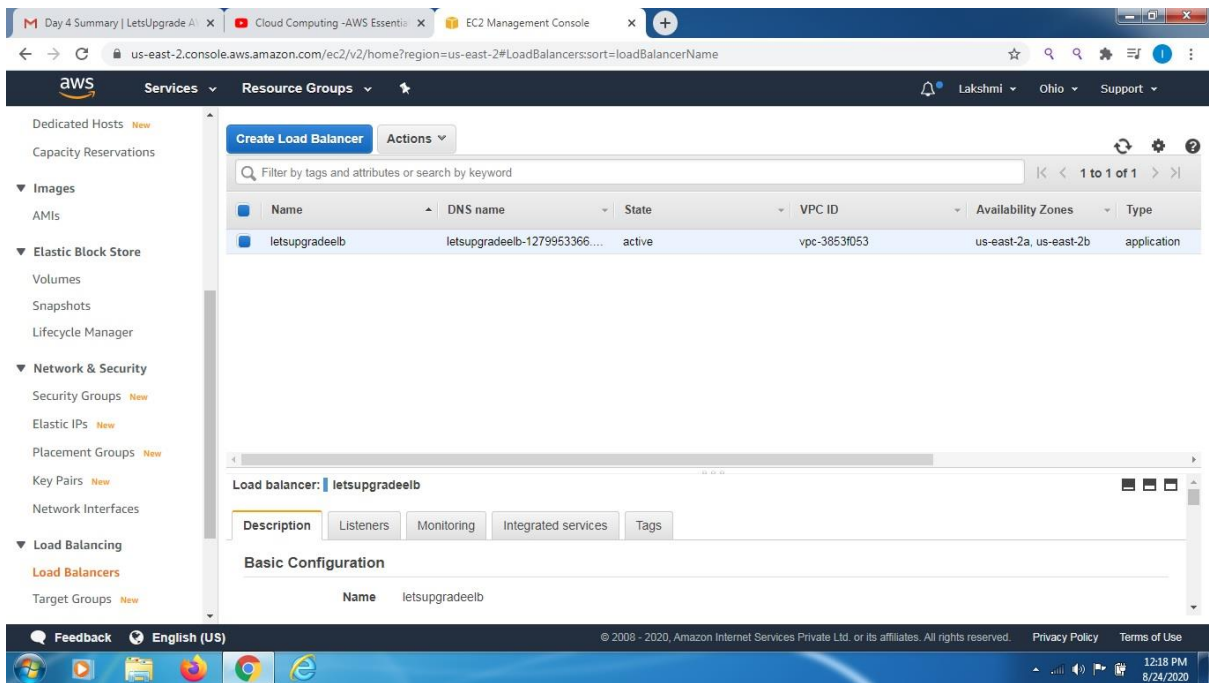 Day 4 Summary | LetsUpgrade A
Cloud Computing -AWS Essentia
EC2 Management Console
us-east-2.console.aws.amazon.com/ec2/v2/home?region=us-east-2#LoadBalancers:sort=loadBalancerName
aws Services Resource Groups Lakshmi Ohio Support
Dedicated Hosts New
Capacity Reservations
Images
AMIs
Elastic Block Store
Volumes
Snapshots
Lifecycle Manager
Network & Security
Security Groups New
Elastic IPs New
Placement Groups New
Key Pairs New
Network Interfaces
Load Balancing
Load Balancers
Target Groups New
Create Load Balancer Actions
Filter by tags and attributes or search by keyword 1 to 1 of 1
Name DNS name State VPC ID Availability Zones Type
letsupgradeelb letsupgradeelb-1279953366.... active vpc-3853f053 us-east-2a, us-east-2b application
Load balancer: letsupgradeelb
Description Listeners Monitoring Integrated services Tags
Basic Configuration
Name letsupgradeelb
Feedback English (US) © 2008 - 2020, Amazon Internet Services Private Ltd. or its affiliates. All rights reserved. Privacy Policy Terms of Use
12:18 PM
8/24/2020